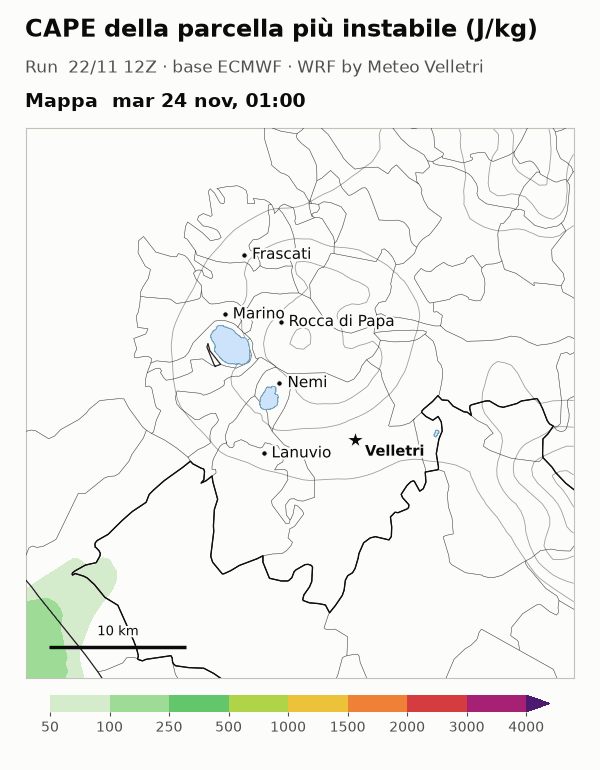 CAPE della parcella più instabile (J/kg)
Run  22/11 12Z · base ECMWF · WRF by Meteo Velletri
Mappa  mar 24 nov, 01:00
Frascati
Marino
Rocca di Papa
Nemi
Velletri
Lanuvio
10 km
50 100 250 500 1000 1500 2000 3000 4000